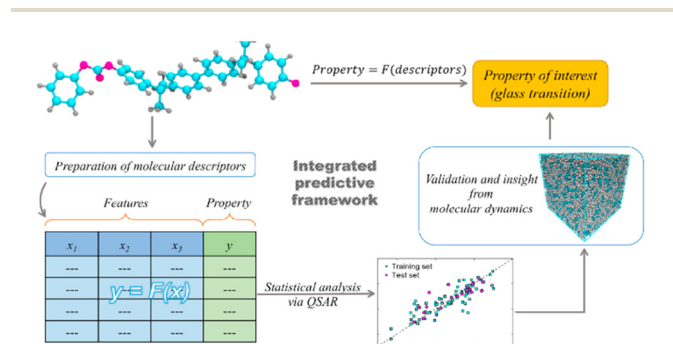 Property = F(descriptors)
Property of interest
(glass transition)
Preparation of molecular descriptors
Integrated
predictive
framework
Validation and insight
from
molecular dynamics
Features
Property
x1 x2 x3 y
--- --- --- ---
--- --- --- ---
y = F(x)
--- --- --- ---
--- --- --- ---
Statistical analysis
via QSAR
Training set
Test set